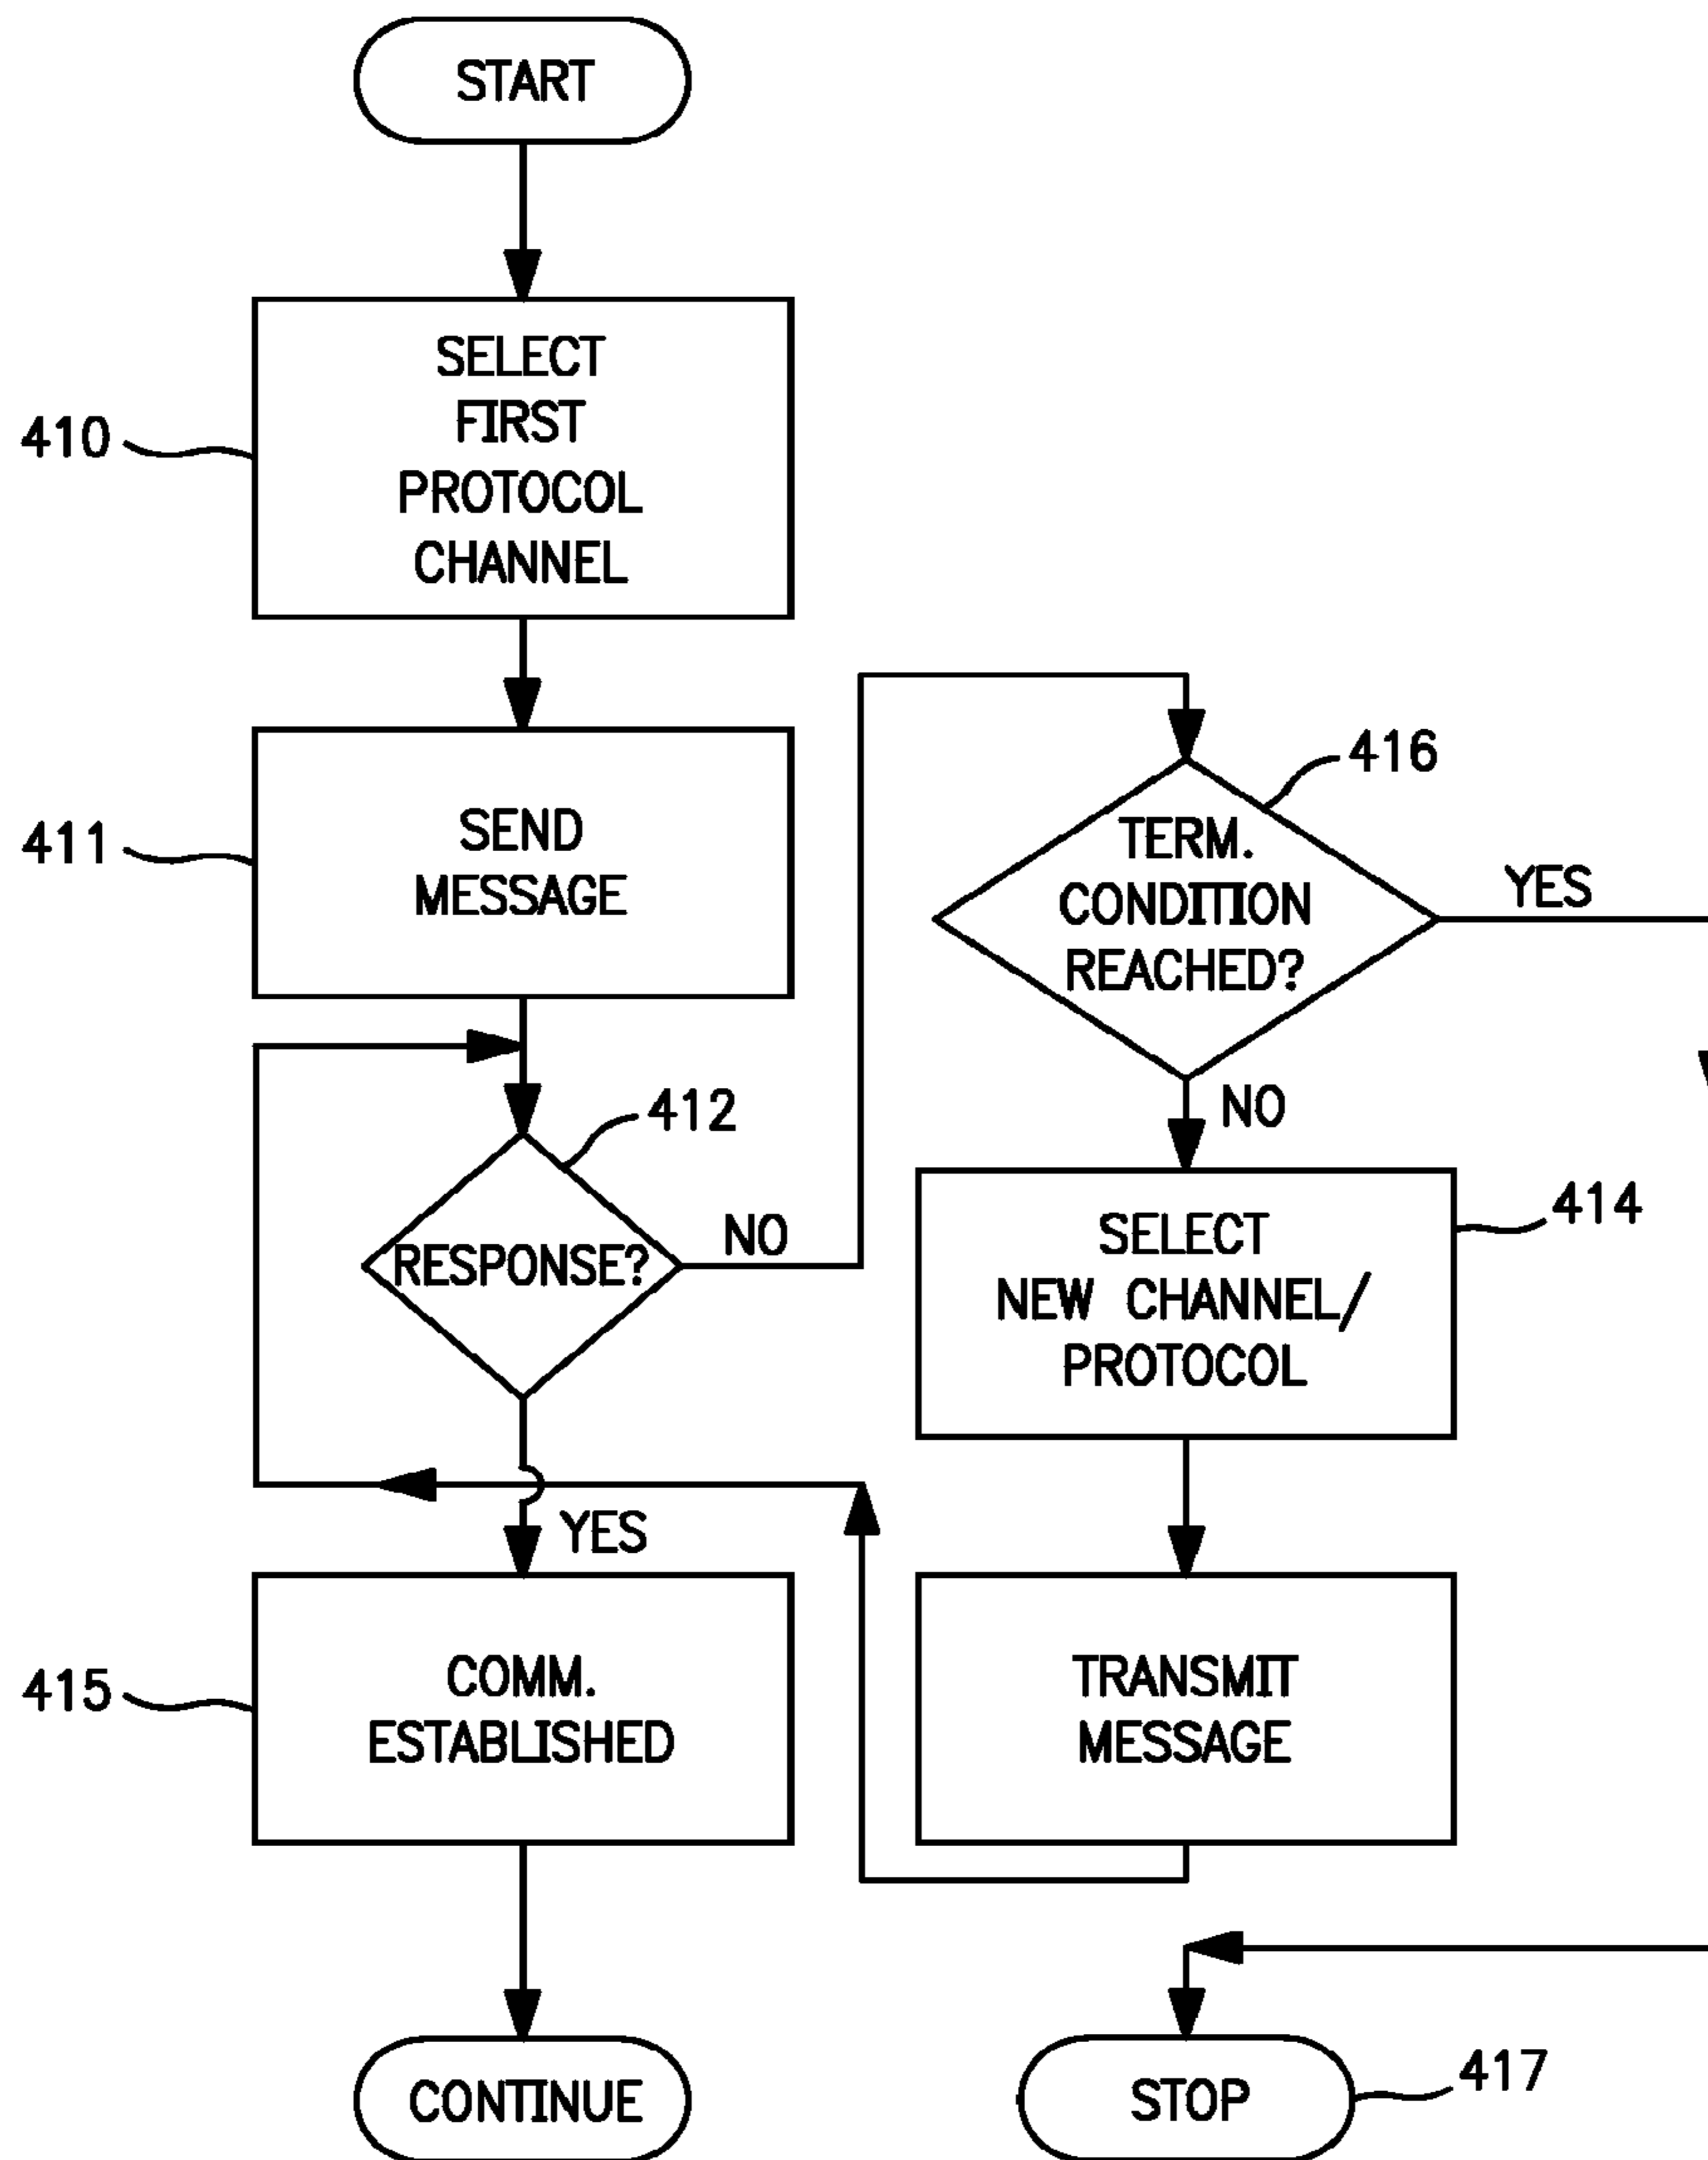 START
410
SELECT
FIRST
PROTOCOL
CHANNEL
411
SEND
MESSAGE
412
RESPONSE?
NO
YES
415
COMM.
ESTABLISHED
CONTINUE
416
TERM.
CONDITION
REACHED?
YES
NO
414
SELECT
NEW CHANNEL/
PROTOCOL
TRANSMIT
MESSAGE
STOP
417